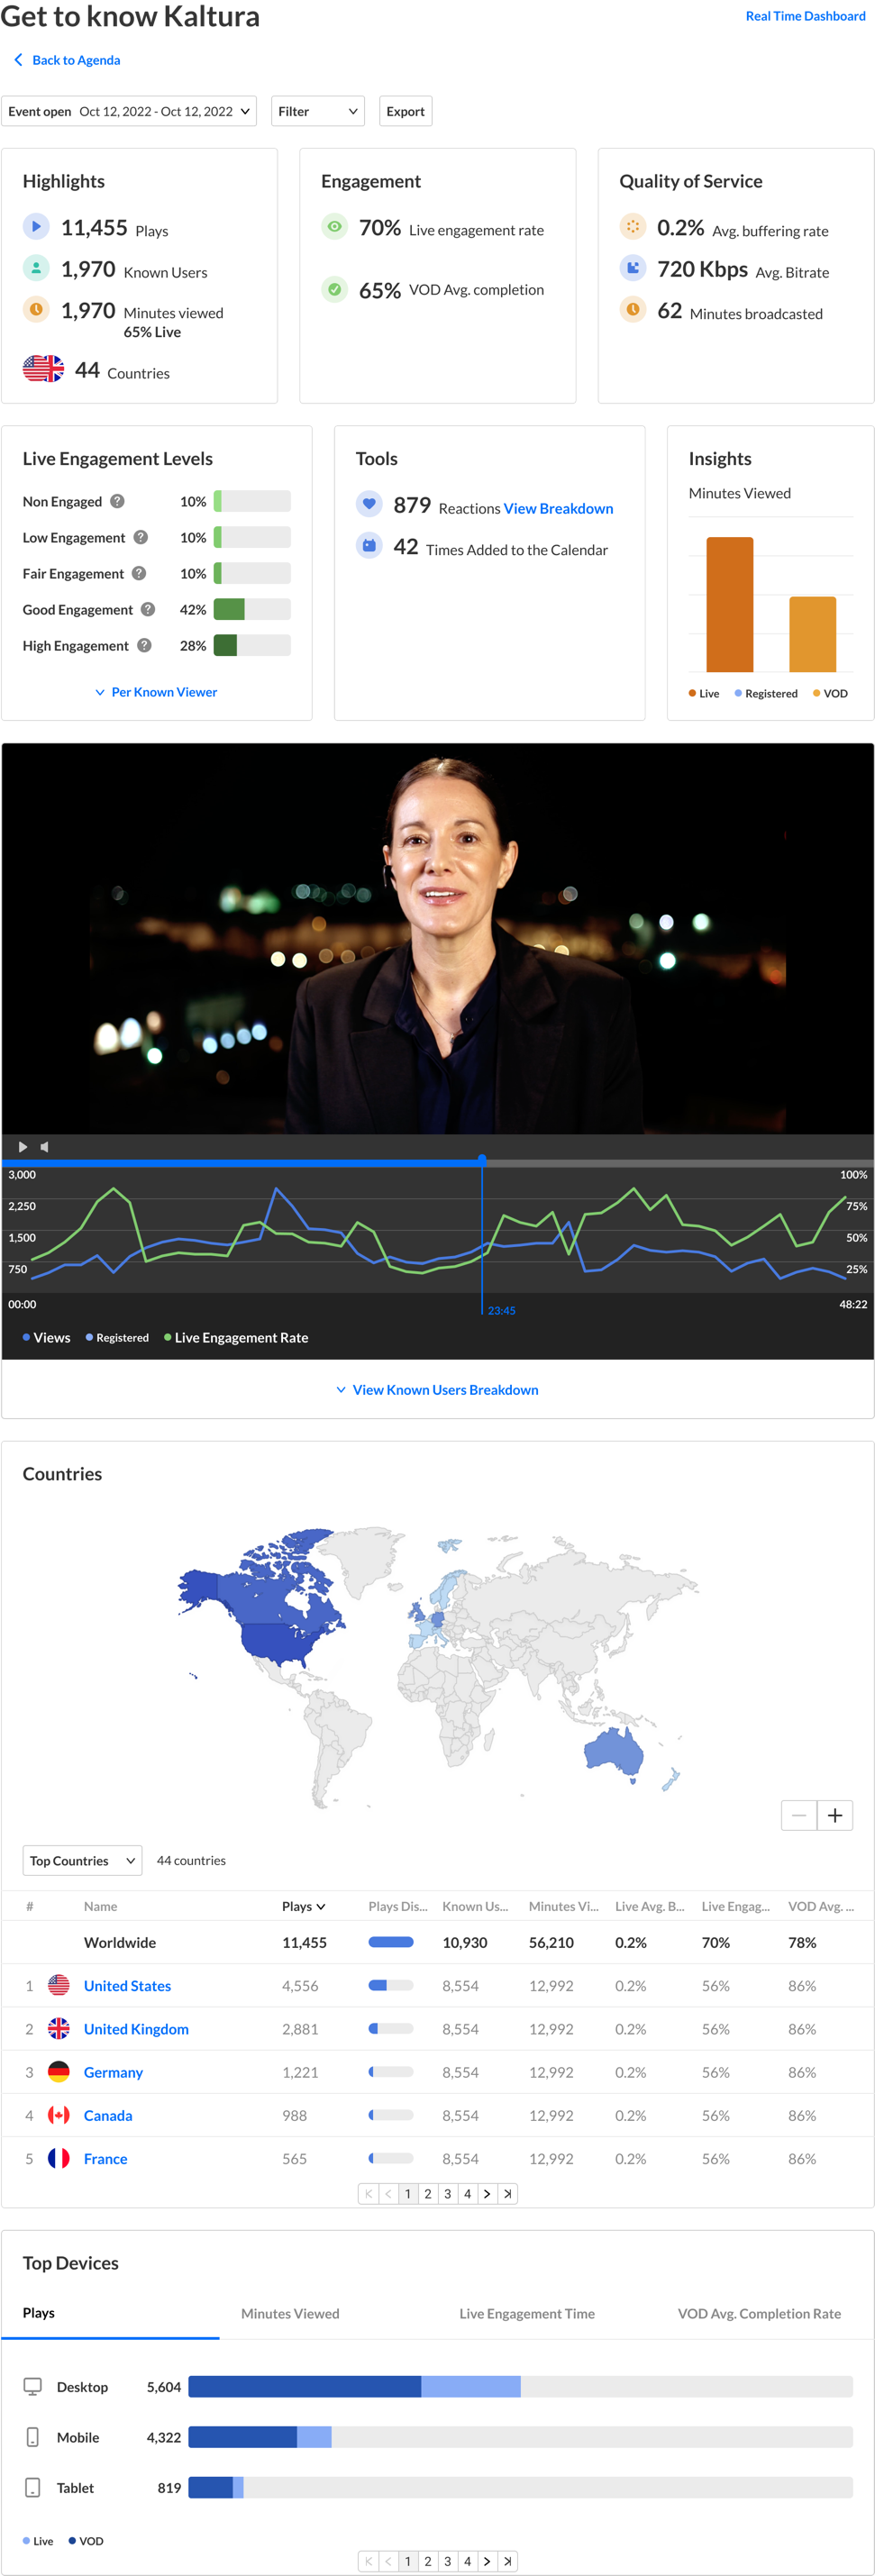 Get to know Kaltura
Real Time Dashboard
Back to Agenda
Event open Oct 12, 2022 - Oct 12, 2022
Filter
Export
Highlights
11,455 Plays
1,970 Known Users
1,970 Minutes viewed
65% Live
44 Countries
Engagement
70% Live engagement rate
65% VOD Avg. completion
Quality of Service
0.2% Avg. buffering rate
720 Kbps Avg. Bitrate
62 Minutes broadcasted
Live Engagement Levels
Non Engaged ? 10%
Low Engagement ? 10%
Fair Engagement ? 10%
Good Engagement ? 42%
High Engagement ? 28%
Per Known Viewer
Tools
879 Reactions View Breakdown
42 Times Added to the Calendar
Insights
Minutes Viewed
Live Registered VOD
3,000 100%
2,250 75%
1,500 50%
750 25%
00:00 23:45 48:22
Views Registered Live Engagement Rate
View Known Users Breakdown
Countries
Top Countries 44 countries
# Name Plays Plays Dis... Known Us... Minutes Vi... Live Avg. B... Live Engag... VOD Avg. ...
Worldwide 11,455 10,930 56,210 0.2% 70% 78%
1 United States 4,556 8,554 12,992 0.2% 56% 86%
2 United Kingdom 2,881 8,554 12,992 0.2% 56% 86%
3 Germany 1,221 8,554 12,992 0.2% 56% 86%
4 Canada 988 8,554 12,992 0.2% 56% 86%
5 France 565 8,554 12,992 0.2% 56% 86%
1 2 3 4
Top Devices
Plays Minutes Viewed Live Engagement Time VOD Avg. Completion Rate
Desktop 5,604
Mobile 4,322
Tablet 819
Live VOD
1 2 3 4